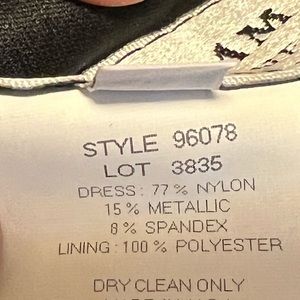 STYLE 96078
LOT 3835
DRESS: 77% NYLON
15% METALLIC
8% SPANDEX
LINING: 100% POLYESTER
DRY CLEAN ONLY